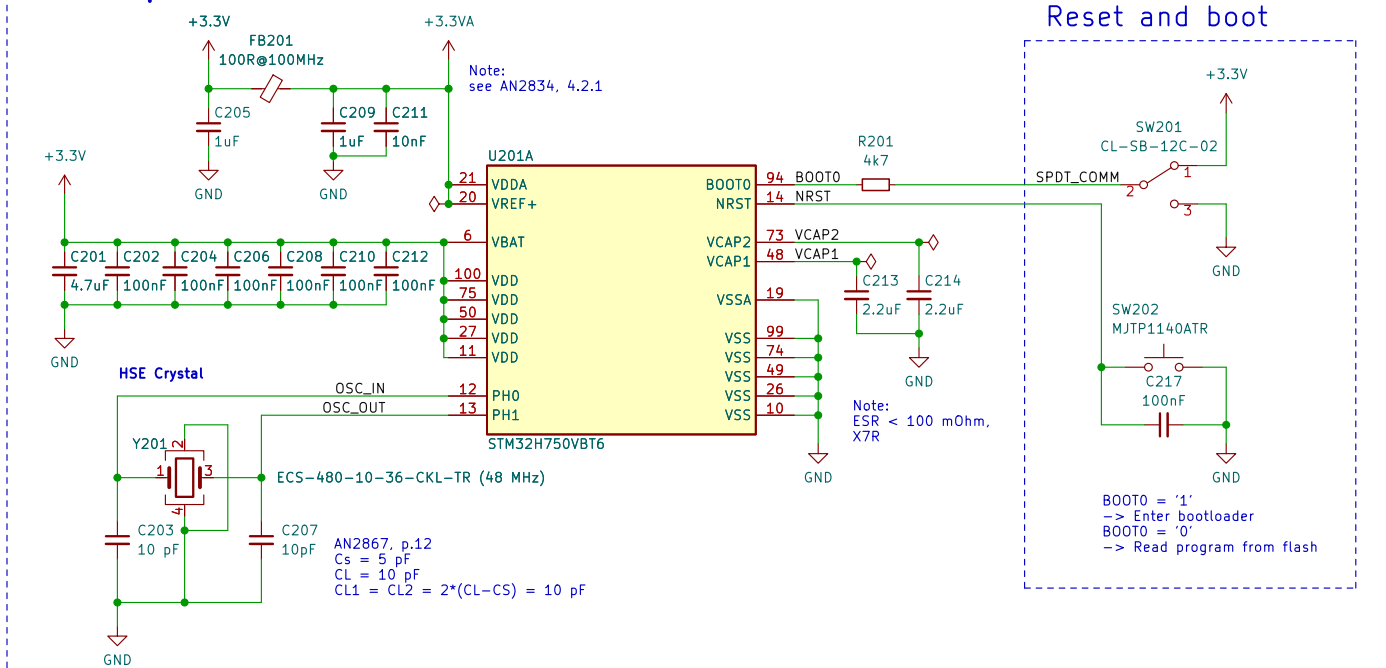 Reset and boot
+3.3V
+3.3VA
FB201
100R@100MHz
Note:
see AN2834, 4.2.1
C205
1uF
C209
1uF
C211
10nF
GND
GND
+3.3V
U201A
21 VDDA
20 VREF+
6 VBAT
100 VDD
75 VDD
50 VDD
27 VDD
11 VDD
12 PH0
13 PH1
BOOT0 94 BOOT0
NRST 14 NRST
VCAP2 73 VCAP2
VCAP1 48 VCAP1
VSSA 19
VSS 99
VSS 74
VSS 49
VSS 26
VSS 10
STM32H750VBT6
C201
4.7uF
C202
100nF
C204
100nF
C206
100nF
C208
100nF
C210
100nF
C212
100nF
GND
HSE Crystal
OSC_IN
OSC_OUT
Y201
1
2
3
4
ECS-480-10-36-CKL-TR (48 MHz)
C203
10 pF
C207
10pF
AN2867, p.12
Cs = 5 pF
CL = 10 pF
CL1 = CL2 = 2*(CL-CS) = 10 pF
GND
R201
4k7
C213
2.2uF
C214
2.2uF
GND
Note:
ESR < 100 mOhm,
X7R
GND
+3.3V
SW201
CL-SB-12C-02
SPDT_COMM
2
1
3
GND
SW202
MJTP1140ATR
C217
100nF
GND
BOOT0 = '1'
-> Enter bootloader
BOOT0 = '0'
-> Read program from flash